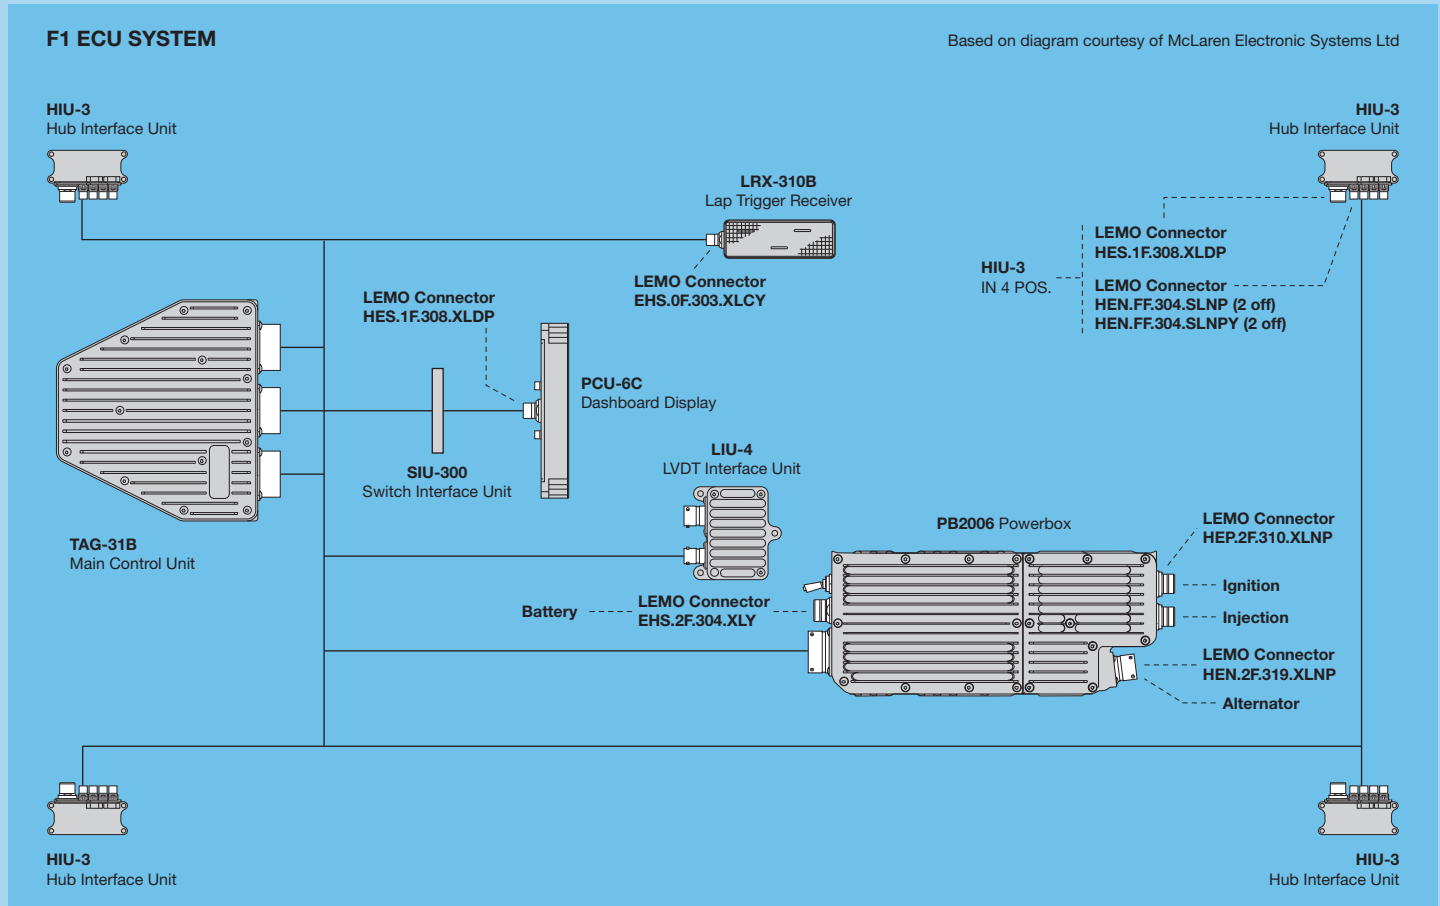 F1 ECU SYSTEM
Based on diagram courtesy of McLaren Electronic Systems Ltd
HIU-3
Hub Interface Unit
HIU-3
Hub Interface Unit
LRX-310B
Lap Trigger Receiver
LEMO Connector
EHS.0F.303.XLCY
HIU-3
IN 4 POS.
LEMO Connector
HES.1F.308.XLDP
LEMO Connector
HEN.FF.304.SLNP (2 off)
HEN.FF.304.SLNPY (2 off)
LEMO Connector
HES.1F.308.XLDP
PCU-6C
Dashboard Display
SIU-300
Switch Interface Unit
LIU-4
LVDT Interface Unit
TAG-31B
Main Control Unit
PB2006 Powerbox
LEMO Connector
HEP.2F.310.XLNP
Ignition
Injection
Battery
LEMO Connector
EHS.2F.304.XLY
LEMO Connector
HEN.2F.319.XLNP
Alternator
HIU-3
Hub Interface Unit
HIU-3
Hub Interface Unit